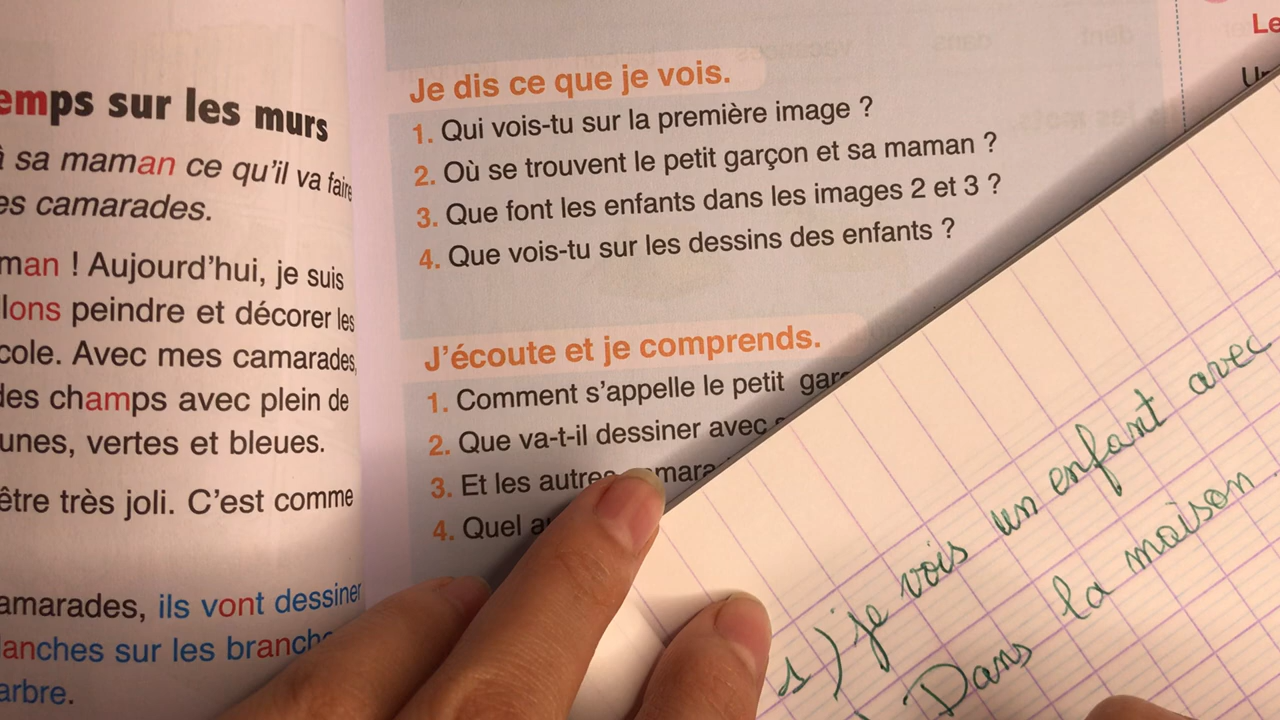 emps sur les murs
à sa maman ce qu'il va faire
es camarades.
man ! Aujourd'hui, je suis
lons peindre et décorer les
cole. Avec mes camarades,
des champs avec plein de
unes, vertes et bleues.
être très joli. C'est comme
amarades, ils vont dessiner
anches sur les branche
arbre.
Je dis ce que je vois.
1. Qui vois-tu sur la première image ?
2. Où se trouvent le petit garçon et sa maman ?
3. Que font les enfants dans les images 2 et 3 ?
4. Que vois-tu sur les dessins des enfants ?
J'écoute et je comprends.
1. Comment s'appelle le petit garç
2. Que va-t-il dessiner avec
3. Et les autres
4. Quel
Le
1) je vois un enfant avec
Dans la maison